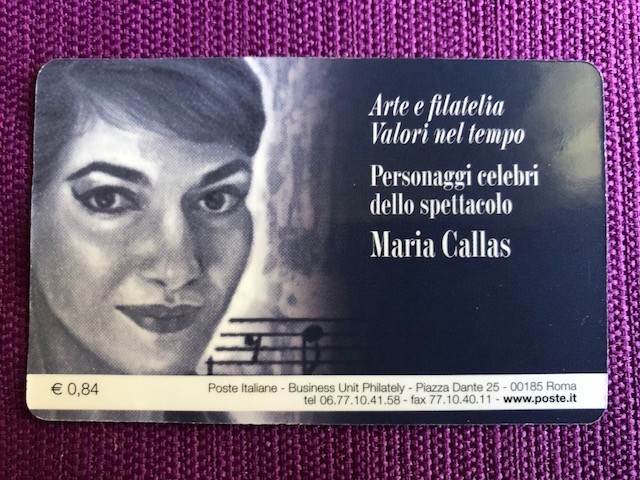 Arte e filatelia
Valori nel tempo
Personaggi celebri
dello spettacolo
Maria Callas
€ 0,84
Poste Italiane - Business Unit Philately - Piazza Dante 25 - 00185 Roma
tel 06.77.10.41.58 - fax 77.10.40.11 - www.poste.it